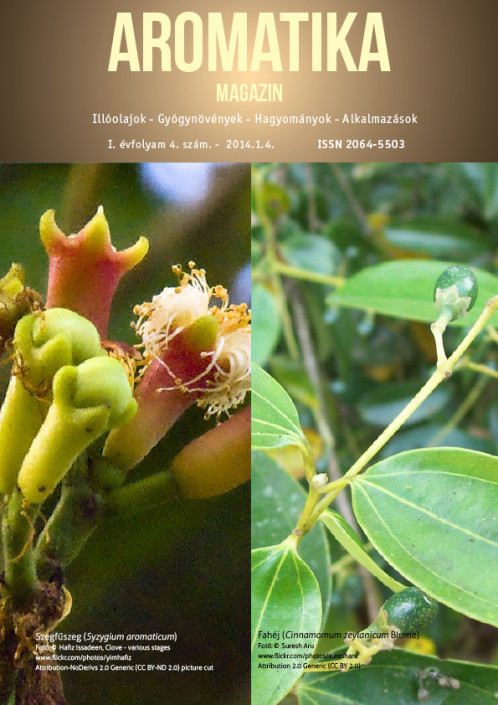 AROMATIKA
MAGAZIN
Illóolajok - Gyógynövények - Hagyományok - Alkalmazások
I. évfolyam 4. szám. - 2014.1.4. ISSN 2064-5503
Szegfűszeg (Syzygium aromaticum)
Fotó: © Hafiz Issadeen, Clove - various stages
www.flickr.com/photos/yimhafiz
Attribution-NoDerivs 2.0 Generic (CC BY-ND 2.0) picture cut
Fahéj (Cinnamomum zeylanicum Blume)
Fotó: © Suresh Aru
www.flickr.com/photos/sureshare
Attribution 2.0 Generic (CC BY 2.0)